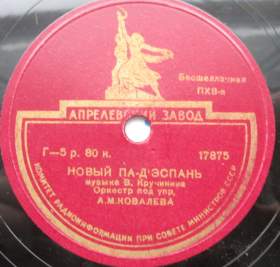 Бесшеллачная
ПХВ-п
АПРЕЛЕВСКИЙ ЗАВОД
Г—5 р. 80 к. 17875
НОВЫЙ ПА-Д'ЭСПАНЬ
музыка В. Кручинина
Оркестр под упр.
А.М.КОВАЛЕВА
КОМИТЕТ РАДИОИНФОРМАЦИИ ПРИ СОВЕТЕ МИНИСТРОВ СССР